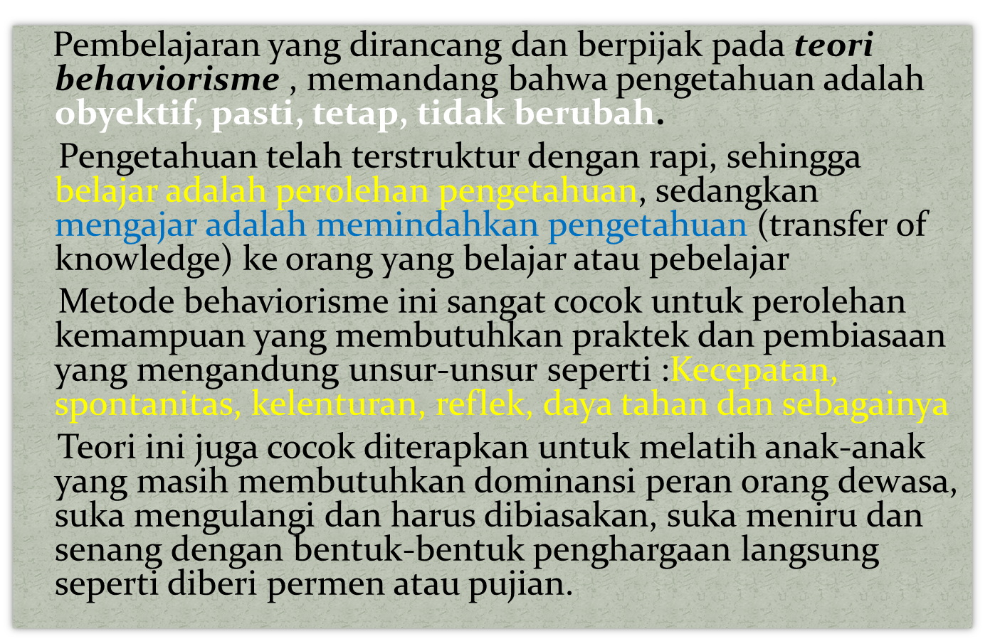 Pembelajaran yang dirancang dan berpijak pada teori
behaviorisme , memandang bahwa pengetahuan adalah
obyektif, pasti, tetap, tidak berubah.
Pengetahuan telah terstruktur dengan rapi, sehingga
belajar adalah perolehan pengetahuan, sedangkan
mengajar adalah memindahkan pengetahuan (transfer of
knowledge) ke orang yang belajar atau pebelajar
Metode behaviorisme ini sangat cocok untuk perolehan
kemampuan yang membutuhkan praktek dan pembiasaan
yang mengandung unsur-unsur seperti :Kecepatan,
spontanitas, kelenturan, reflek, daya tahan dan sebagainya
Teori ini juga cocok diterapkan untuk melatih anak-anak
yang masih membutuhkan dominansi peran orang dewasa,
suka mengulangi dan harus dibiasakan, suka meniru dan
senang dengan bentuk-bentuk penghargaan langsung
seperti diberi permen atau pujian.